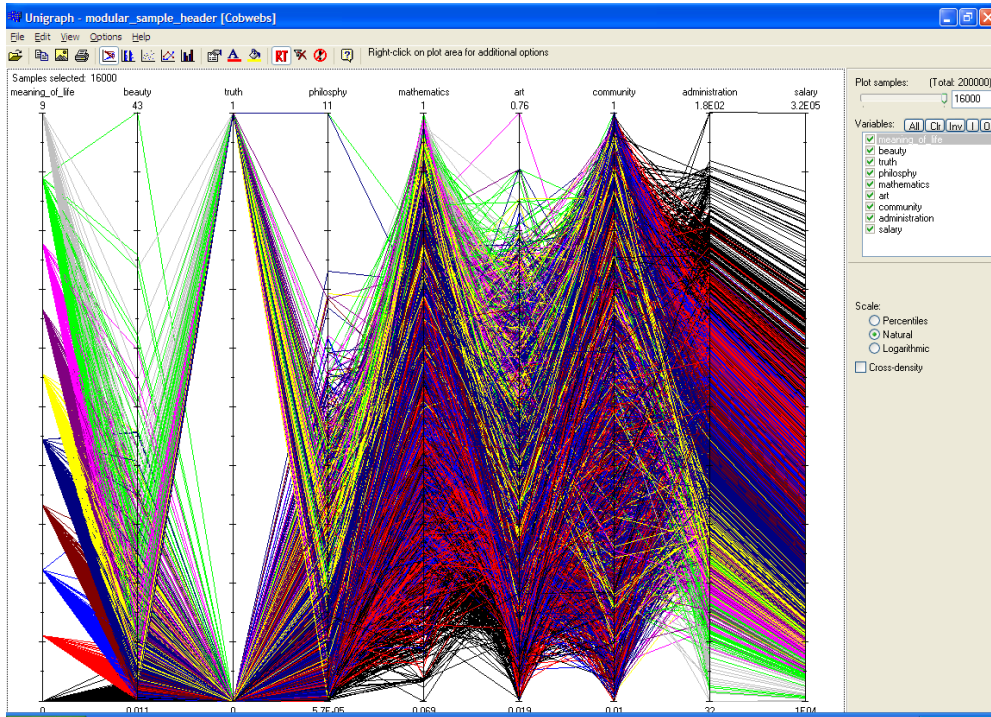 Unigraph - modular_sample_header [Cobwebs]
File Edit View Options Help
RT Right-click on plot area for additional options
Samples selected: 16000
meaning_of_life beauty truth philosphy mathematics art community administration salary
9 43 1 11 1 0.76 1 1.8E02 3.2E05
0 0.011 0 5.7E-05 0.069 0.019 0.01 32 1E04
Plot samples: (Total: 200000)
16000
Variables: All Clr Inv I O
meaning_of_life
beauty
truth
philosphy
mathematics
art
community
administration
salary
Scale:
Percentiles
Natural
Logarithmic
Cross-density